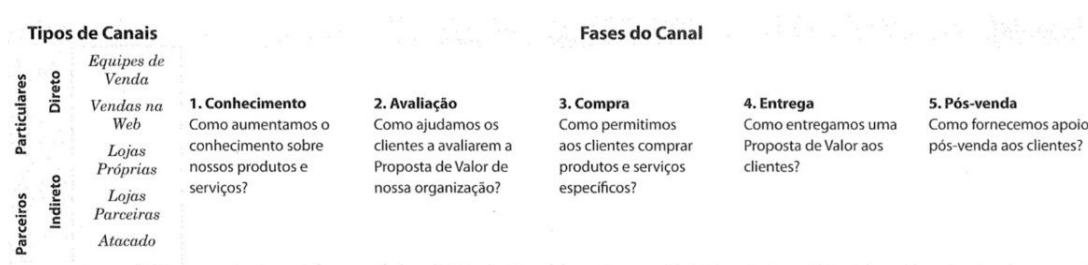 Tipos de Canais
Fases do Canal
Particulares
Parceiros
Direto
Indireto
Equipes de
Venda
Vendas na
Web
Lojas
Próprias
Lojas
Parceiras
Atacado
1. Conhecimento
Como aumentamos o
conhecimento sobre
nossos produtos e
serviços?
2. Avaliação
Como ajudamos os
clientes a avaliarem a
Proposta de Valor de
nossa organização?
3. Compra
Como permitimos
aos clientes comprar
produtos e serviços
específicos?
4. Entrega
Como entregamos uma
Proposta de Valor aos
clientes?
5. Pós-venda
Como fornecemos apoio
pós-venda aos clientes?